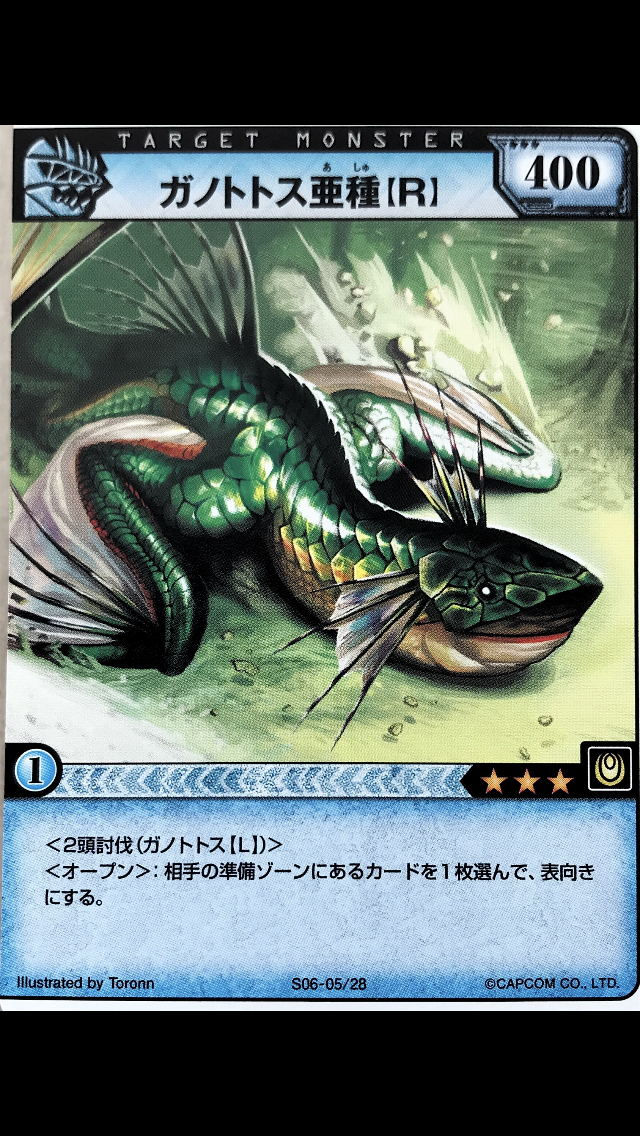 TARGET MONSTER
あ しゅ
ガノトトス亜種【R】
400
1
<2頭討伐(ガノトトス【L】)>
<オープン>:相手の準備ゾーンにあるカードを1枚選んで、表向き
にする。
Illustrated by Toronn
S06-05/28
©CAPCOM CO., LTD.